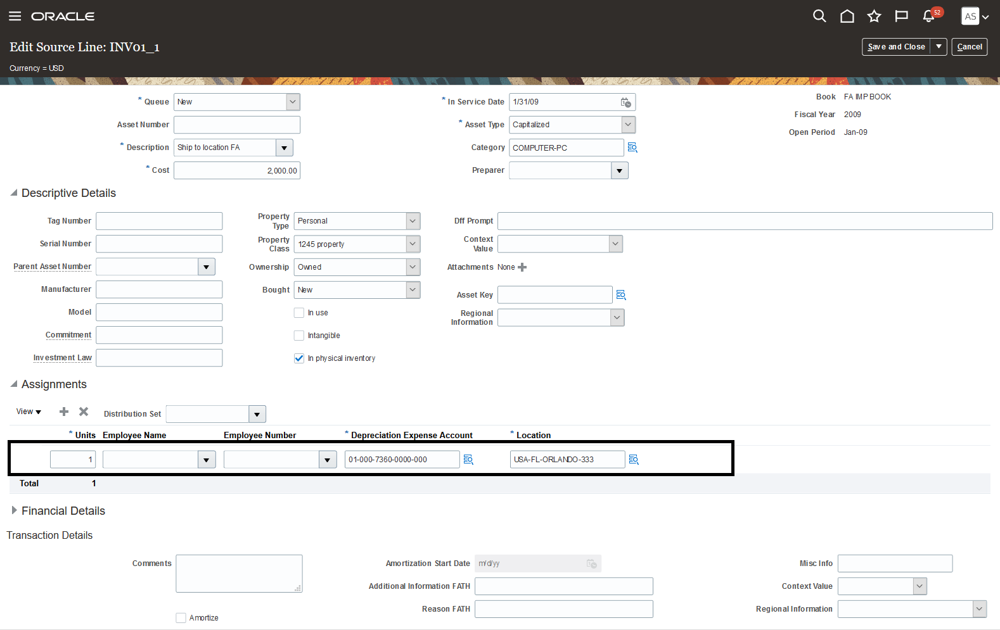 ORACLE
52
AS
Edit Source Line: INV01_1
Save and Close
Cancel
Currency = USD
* Queue New
* In Service Date 1/31/09
Book FA IMP BOOK
Asset Number
* Asset Type Capitalized
Fiscal Year 2009
* Description Ship to location FA
Category COMPUTER-PC
Open Period Jan-09
* Cost 2,000.00
Preparer
Descriptive Details
Tag Number
Serial Number
Parent Asset Number
Manufacturer
Model
Commitment
Investment Law
Property
Type Personal
Property
Class 1245 property
Ownership Owned
Bought New
In use
Intangible
In physical inventory
Dff Prompt
Context
Value
Attachments None
Asset Key
Regional
Information
Assignments
View
Distribution Set
* Units Employee Name Employee Number * Depreciation Expense Account * Location
1 01-000-7360-0000-000 USA-FL-ORLANDO-333
Total 1
Financial Details
Transaction Details
Comments
Amortize
Amortization Start Date m/d/yy
Additional Information FATH
Reason FATH
Misc Info
Context Value
Regional Information